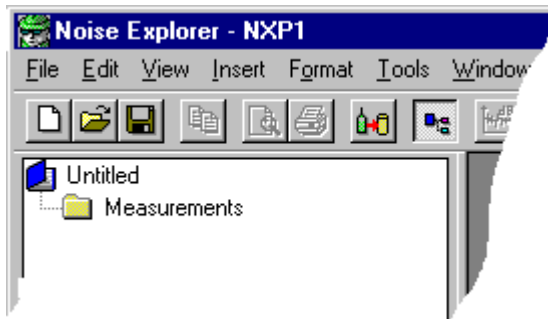 Noise Explorer - NXP1
File Edit View Insert Format Tools Window
Untitled
Measurements